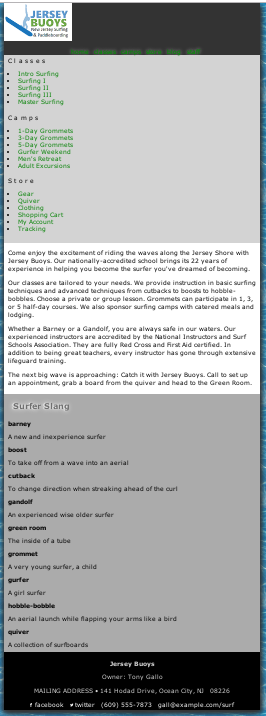 JERSEY
BUOYS
New Jersey Surfing
& Paddleboarding
Classes
Intro Surfing
Surfing I
Surfing II
Surfing III
Master Surfing
Camps
1-Day Grommets
3-Day Grommets
5-Day Grommets
Gurfer Weekend
Men's Retreat
Adult Excursions
Store
Gear
Quiver
Clothing
Shopping Cart
My Account
Tracking
Come enjoy the excitement of riding the waves along the Jersey Shore with
Jersey Buoys. Our nationally-accredited school brings its 22 years of
experience in helping you become the surfer you've dreamed of becoming.
Our classes are tailored to your needs. We provide instruction in basic surfing
techniques and advanced techniques from cutbacks to boosts to hobble-
bobbles. Choose a private or group lesson. Grommets can participate in 1, 3,
or 5 half-day courses. We also sponsor surfing camps with catered meals and
lodging.
Whether a Barney or a Gandolf, you are always safe in our waters. Our
experienced instructors are accredited by the National Instructors and Surf
Schools Association. They are fully Red Cross and First Aid certified. In
addition to being great teachers, every instructor has gone through extensive
lifeguard training.
The next big wave is approaching: Catch it with Jersey Buoys. Call to set up
an appointment, grab a board from the quiver and head to the Green Room.
Surfer Slang
barney
A new and inexperience surfer
boost
To take off from a wave into an aerial
cutback
To change direction when streaking ahead of the curl
gandolf
An experienced wise older surfer
green room
The inside of a tube
grommet
A very young surfer, a child
gurfer
A girl surfer
hobble-bobble
An aerial launch while flapping your arms like a bird
quiver
A collection of surfboards
Jersey Buoys
Owner: Tony Gallo
MAILING ADDRESS • 141 Hodad Drive, Ocean City, NJ 08226
facebook twitter (609) 555-7873 gall@example.com/surf